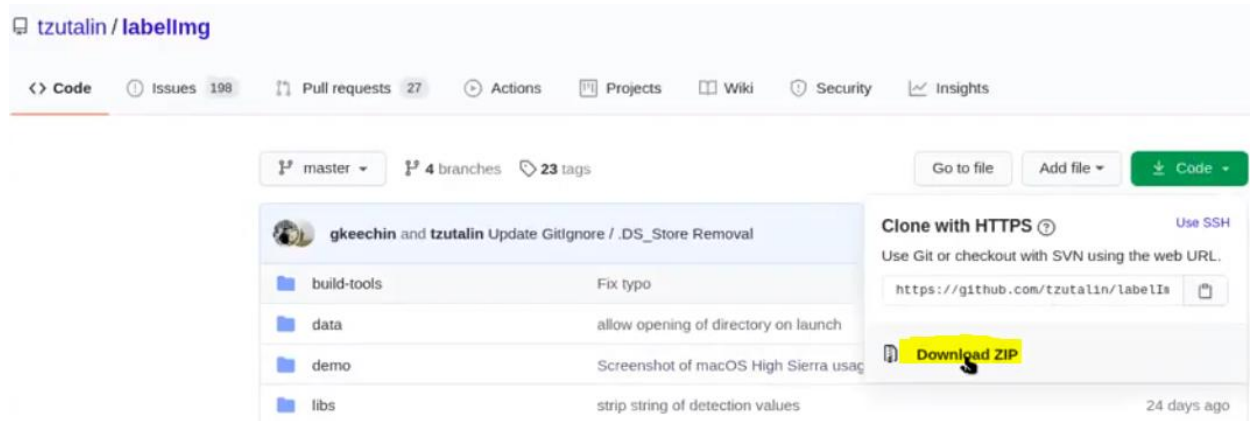 tzutalin / labelImg
Code Issues 198 Pull requests 27 Actions Projects Wiki Security Insights
master 4 branches 23 tags Go to file Add file Code
gkeechin and tzutalin Update GitIgnore / .DS_Store Removal
Clone with HTTPS Use SSH
Use Git or checkout with SVN using the web URL.
https://github.com/tzutalin/labelIm
Download ZIP
build-tools Fix typo
data allow opening of directory on launch
demo Screenshot of macOS High Sierra usag
libs strip string of detection values 24 days ago